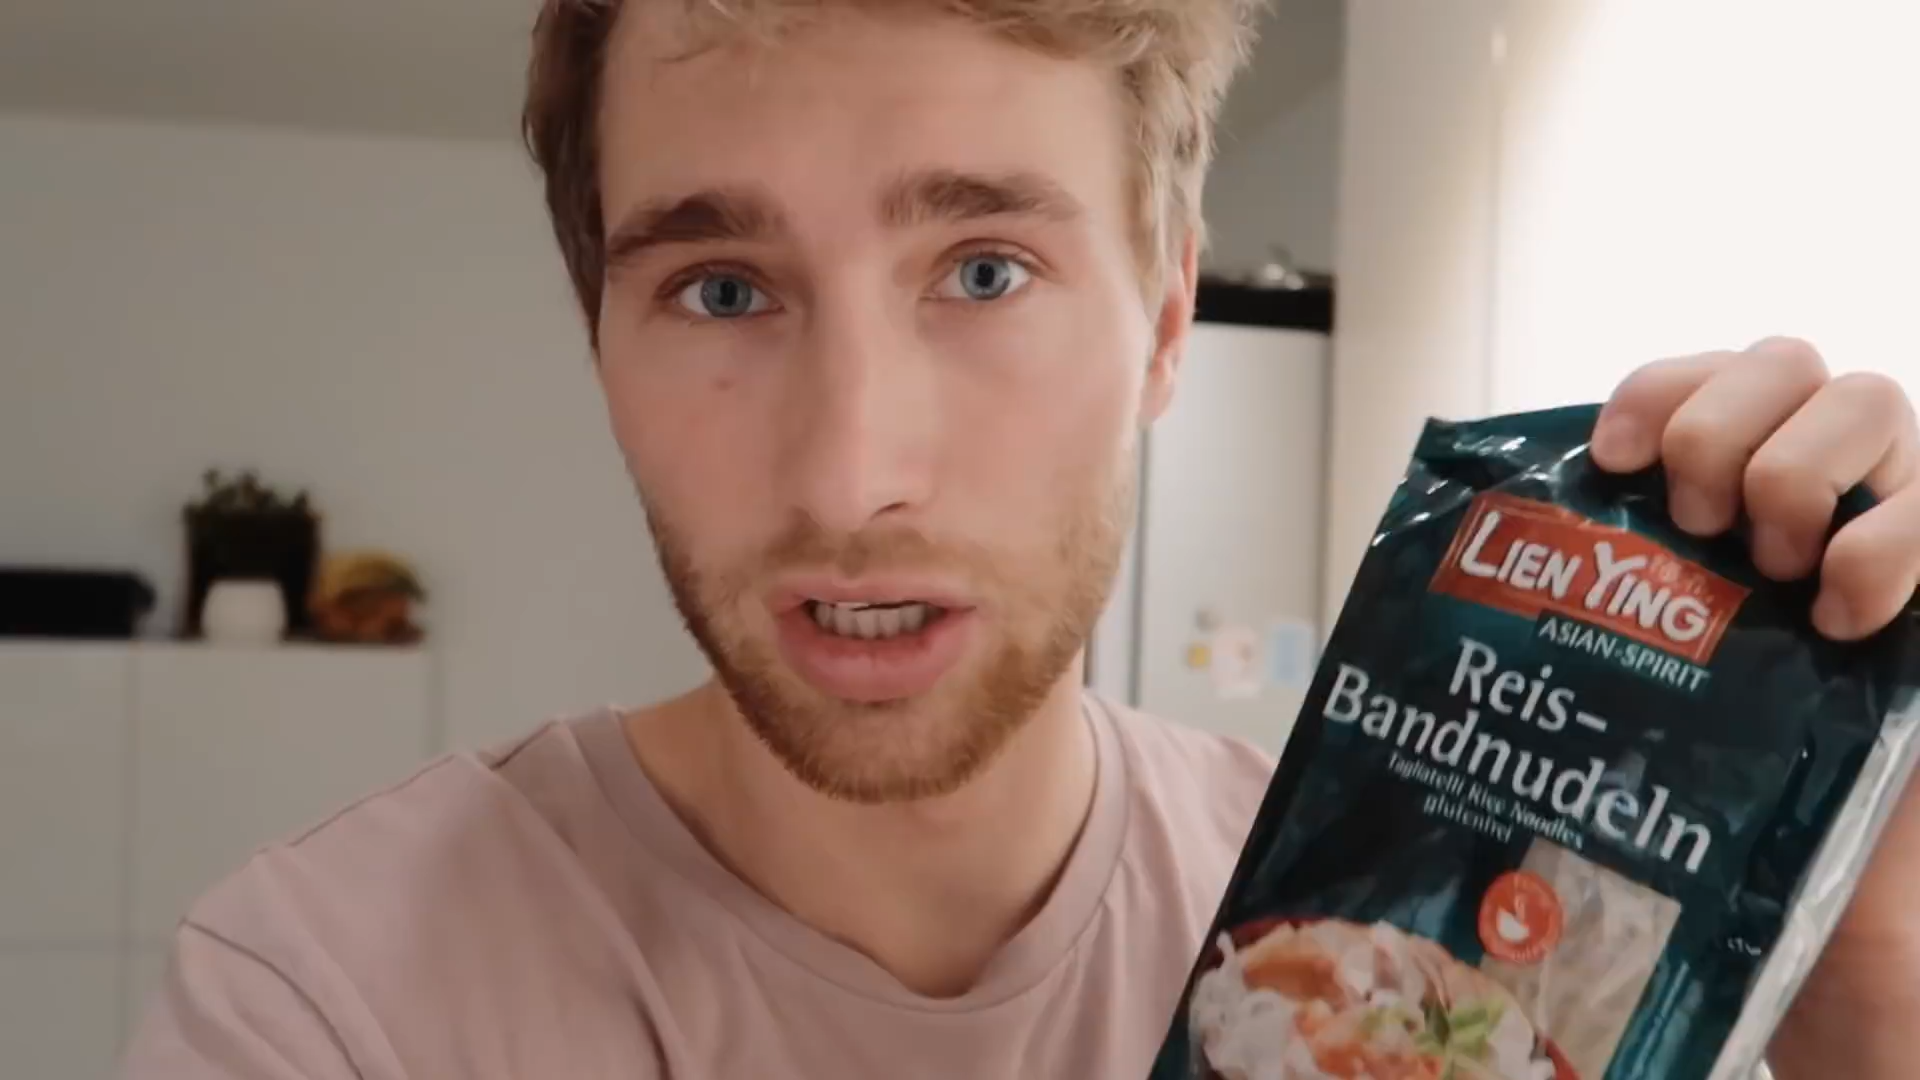 LIEN YING
ASIAN-SPIRIT
Reis-
Bandnudeln
Tagliatelli Rice Noodles
glutenfrei